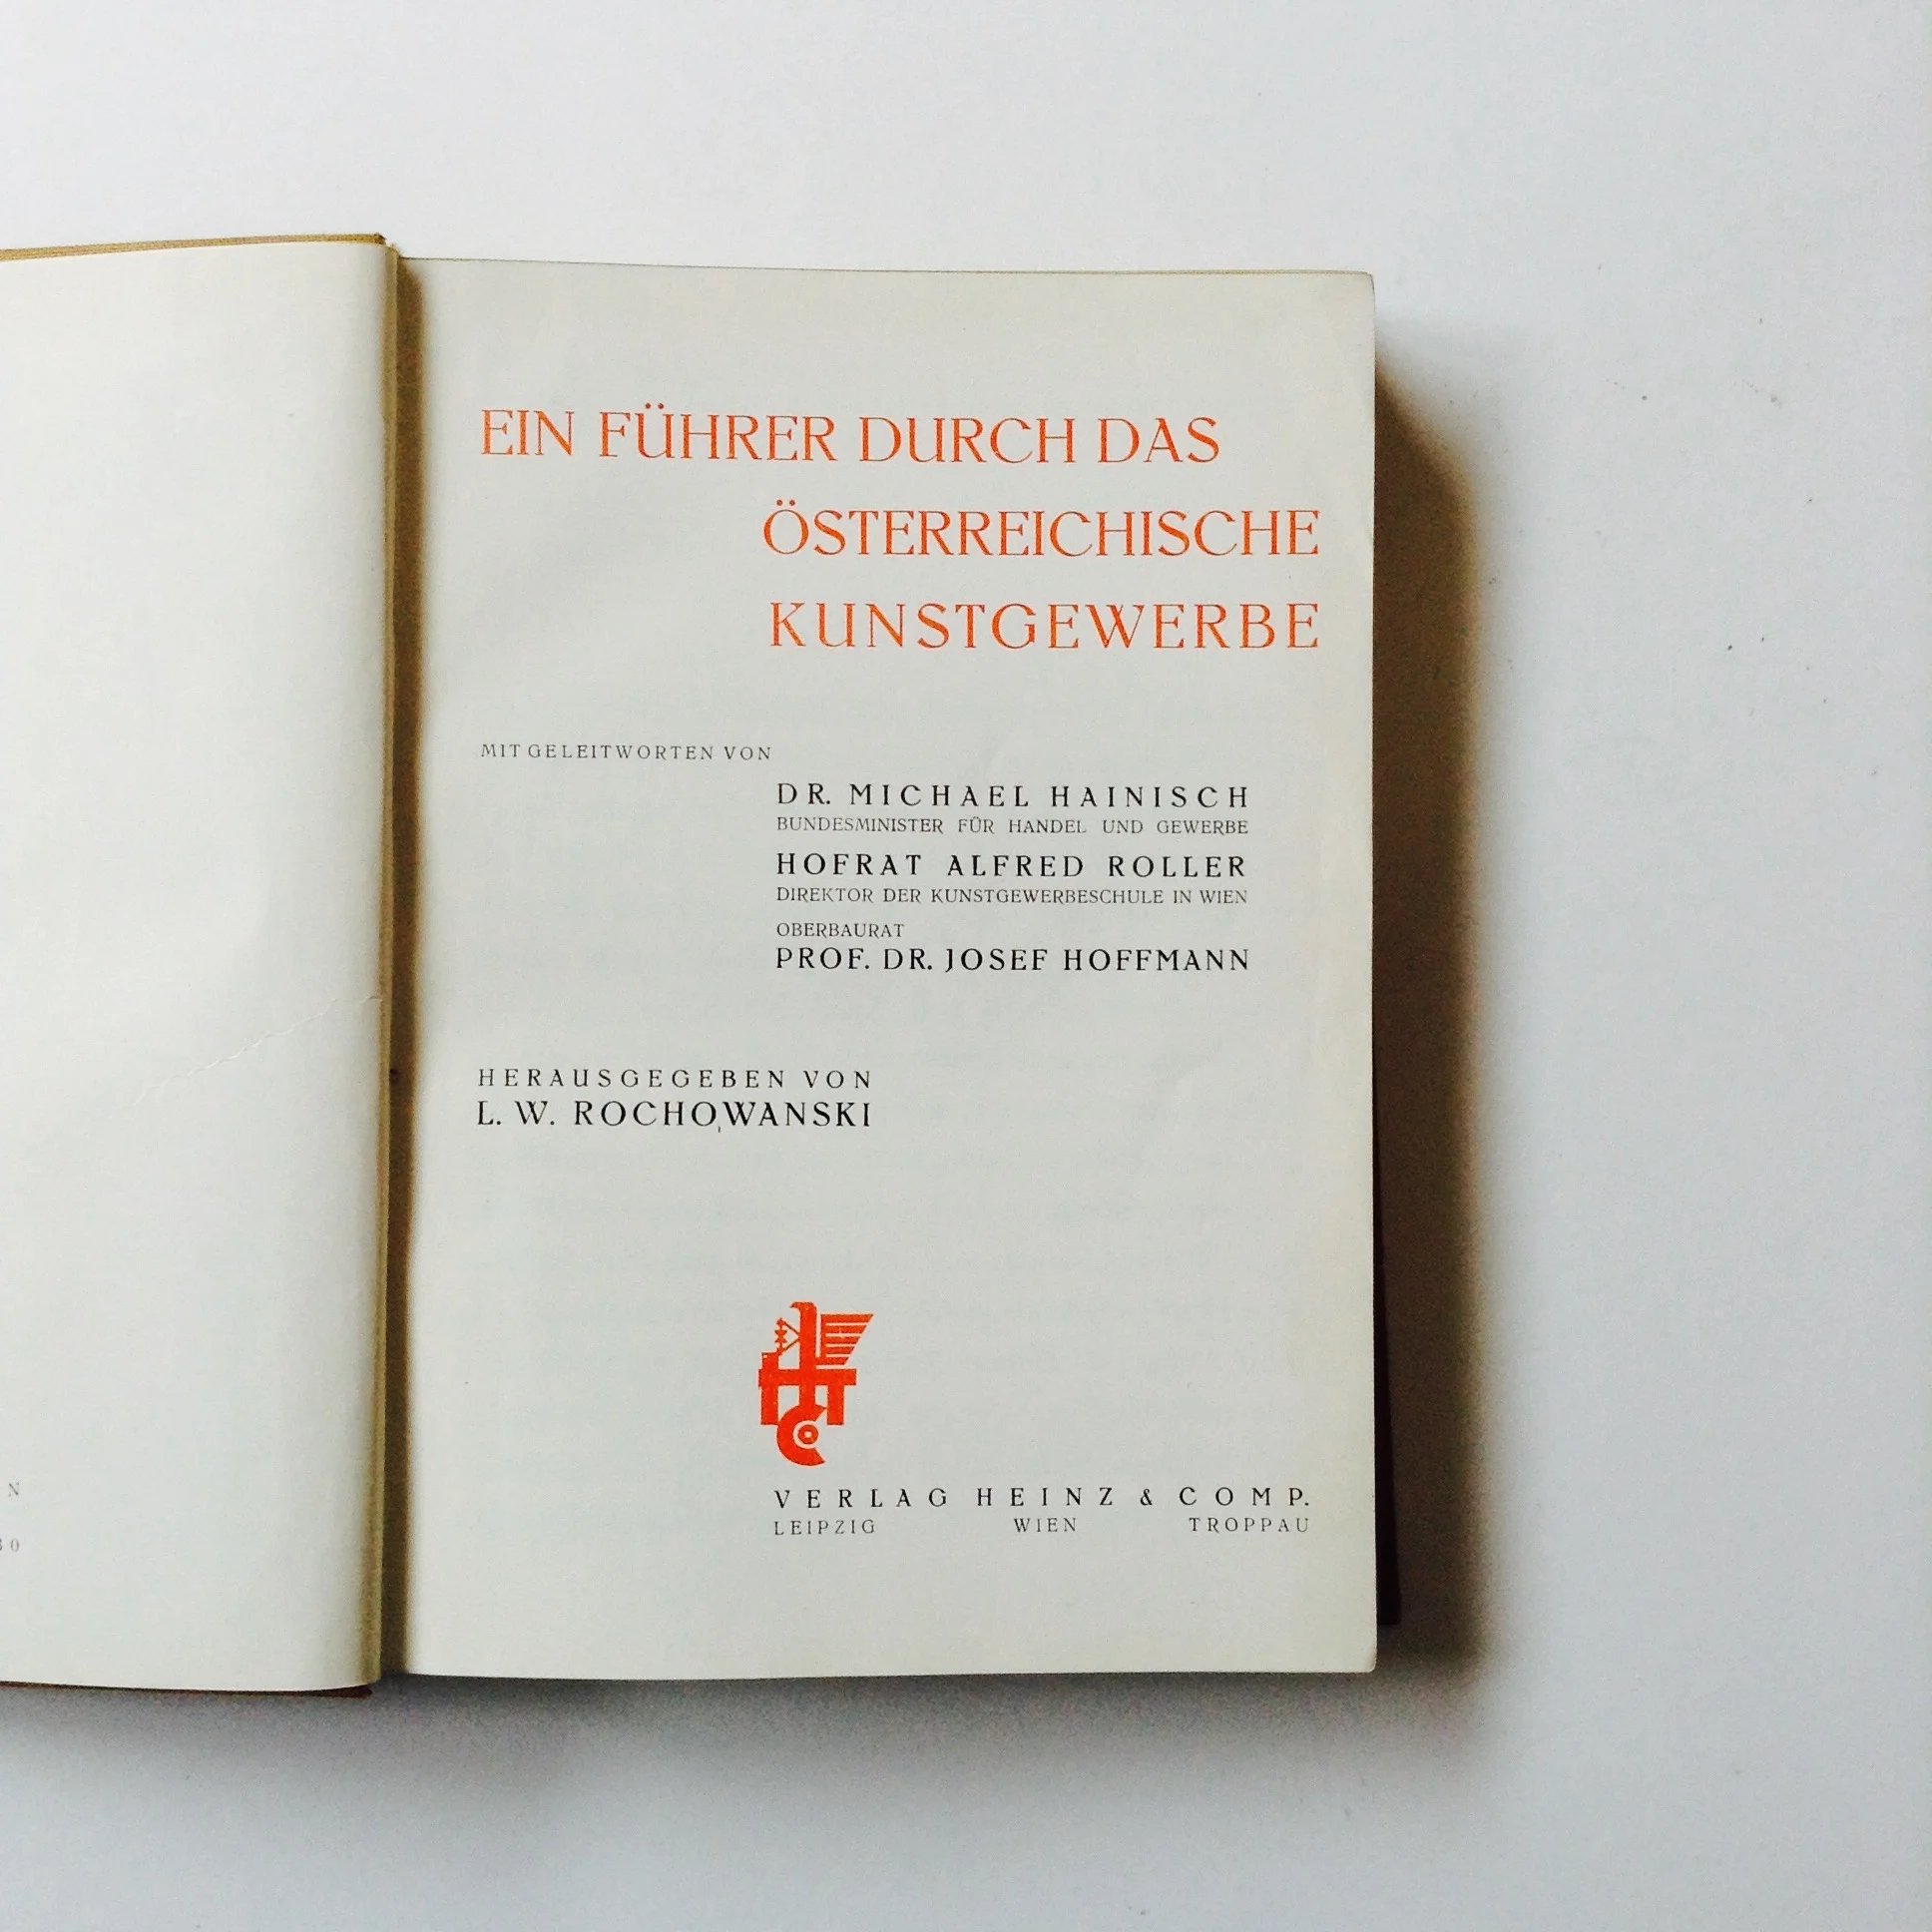 EIN FÜHRER DURCH DAS
ÖSTERREICHISCHE
KUNSTGEWERBE
MIT GELEITWORTEN VON
DR. MICHAEL HAINISCH
BUNDESMINISTER FÜR HANDEL UND GEWERBE
HOFRAT ALFRED ROLLER
DIREKTOR DER KUNSTGEWERBESCHULE IN WIEN
OBERBAURAT
PROF. DR. JOSEF HOFFMANN
HERAUSGEGEBEN VON
L. W. ROCHOWANSKI
VERLAG HEINZ & COMP.
LEIPZIG WIEN TROPPAU